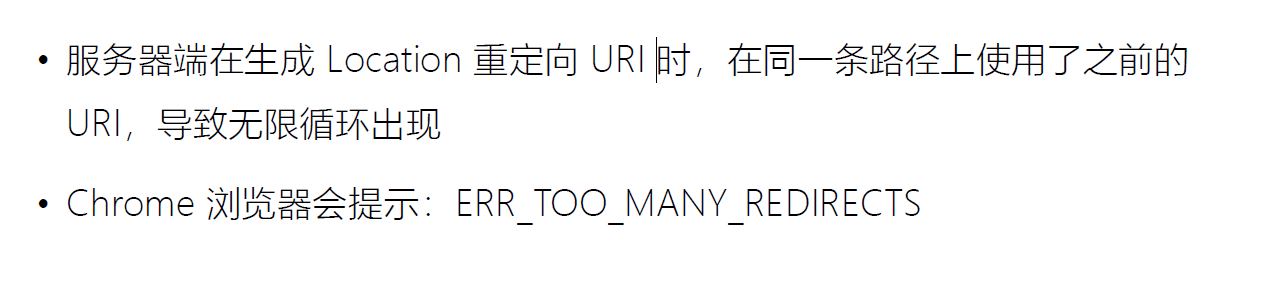 • 服务器端在生成 Location 重定向 URI 时，在同一条路径上使用了之前的
URI，导致无限循环出现
• Chrome 浏览器会提示：ERR_TOO_MANY_REDIRECTS